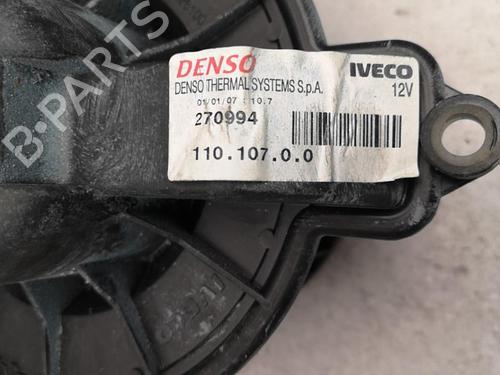 DENSO IVECO
DENSO THERMAL SYSTEMS S.p.A. 12V
01/01/07 :10.7
270994
110.107.0.0
B-Parts